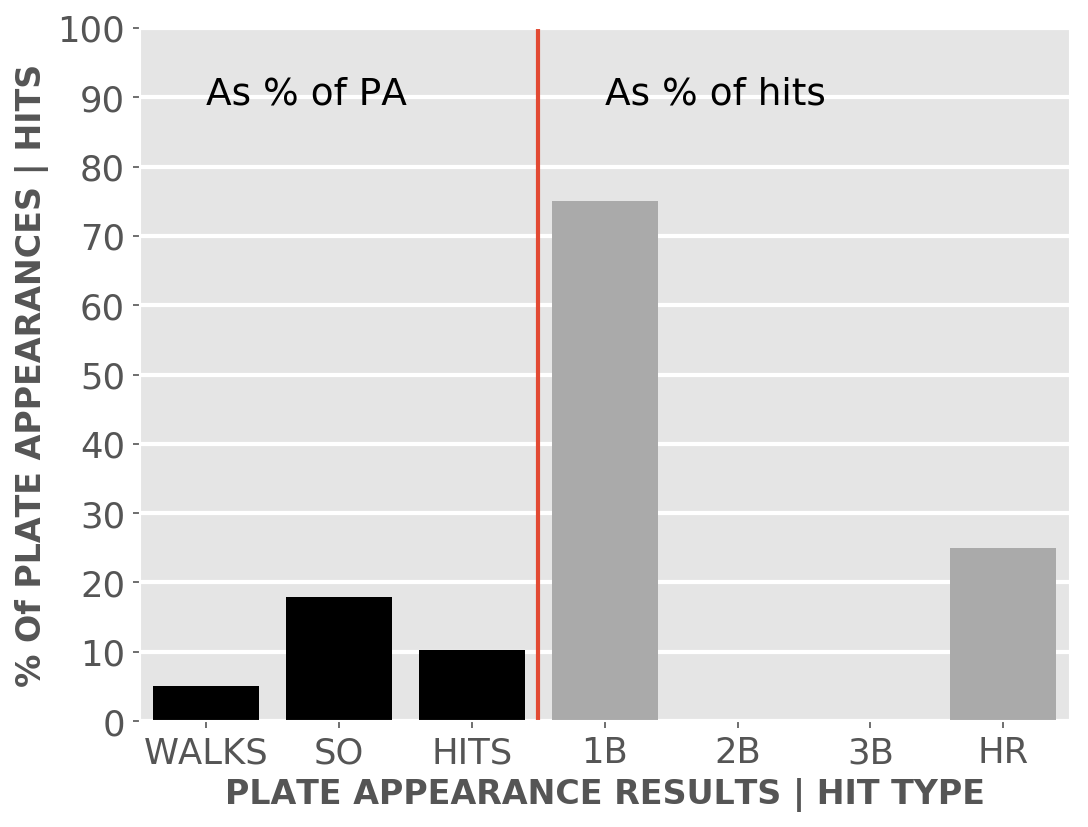 % Of PLATE APPEARANCES | HITS
100
90
80
70
60
50
40
30
20
10
0
As % of PA
As % of hits
WALKS SO HITS 1B 2B 3B HR
PLATE APPEARANCE RESULTS | HIT TYPE